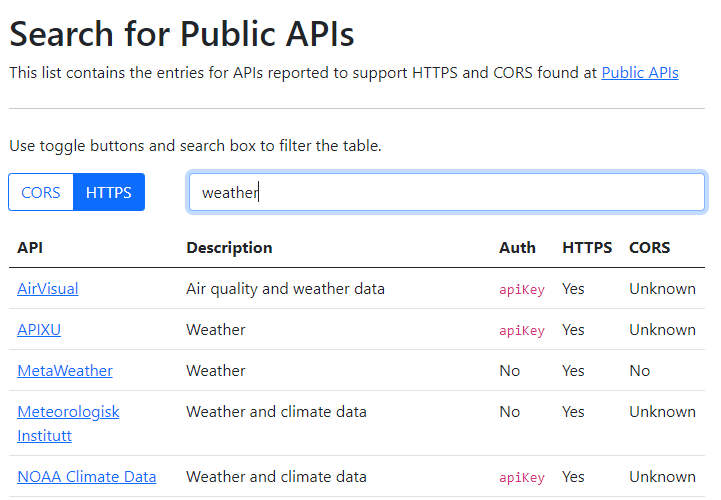 Search for Public APIs
This list contains the entries for APIs reported to support HTTPS and CORS found at Public APIs
Use toggle buttons and search box to filter the table.
CORS HTTPS weather
API Description Auth HTTPS CORS
AirVisual Air quality and weather data apiKey Yes Unknown
APIXU Weather apiKey Yes Unknown
MetaWeather Weather No Yes No
Meteorologisk Weather and climate data No Yes Unknown
Institutt
NOAA Climate Data Weather and climate data apiKey Yes Unknown